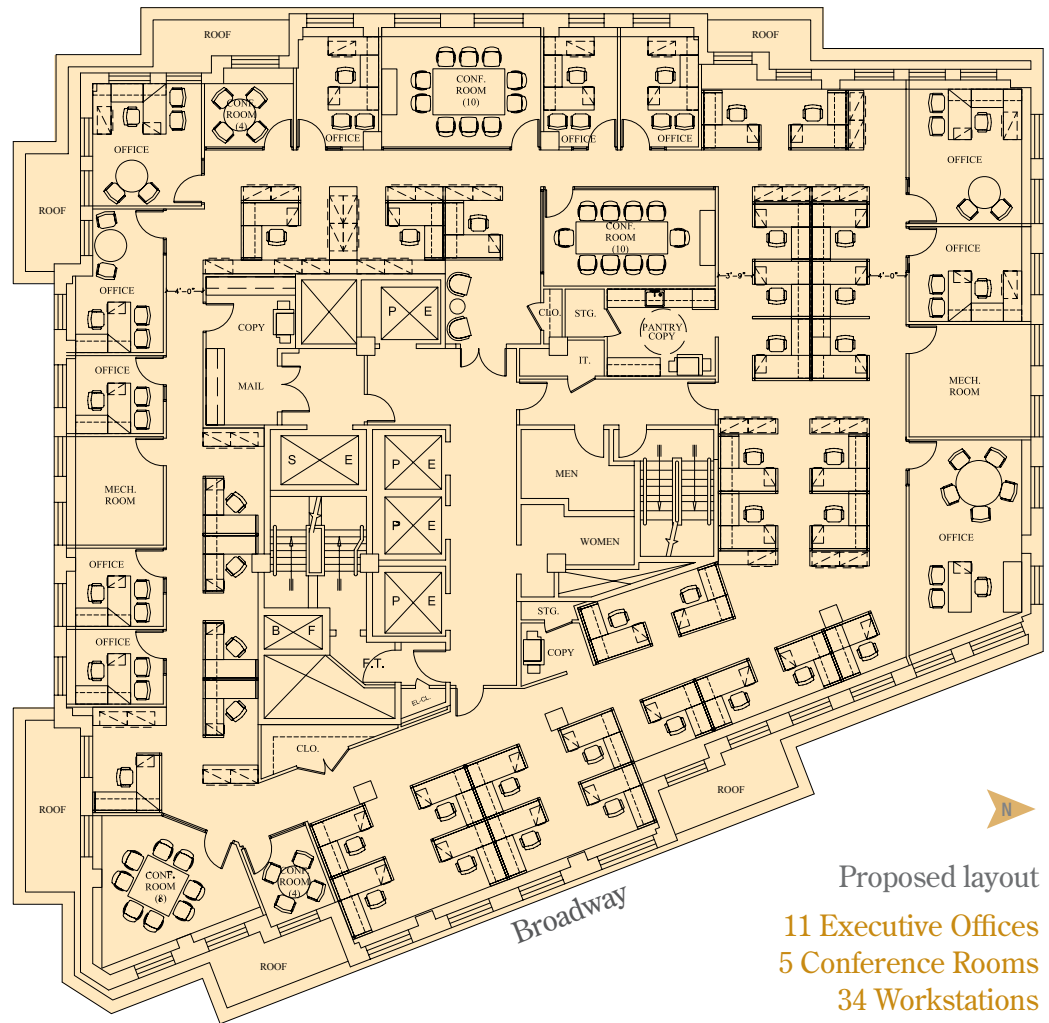 ROOF
ROOF
CONF.
ROOM
(10)
CONF.
ROOM
(4)
OFFICE
OFFICE
OFFICE
OFFICE
OFFICE
ROOF
CONF.
ROOM
(10)
OFFICE
OFFICE
4'-0"
3'-9"
4'-0"
COPY
P E
CLO.
STG.
PANTRY
COPY
IT.
OFFICE
MAIL
MECH.
ROOM
S E
P E
MEN
MECH.
ROOM
P E
WOMEN
OFFICE
OFFICE
P E
STG.
B F
OFFICE
COPY
F.T.
EL-CL.
CLO.
ROOF
ROOF
N
CONF.
ROOM
(8)
CONF.
ROOM
(4)
ROOF
Broadway
Proposed layout
11 Executive Offices
5 Conference Rooms
34 Workstations